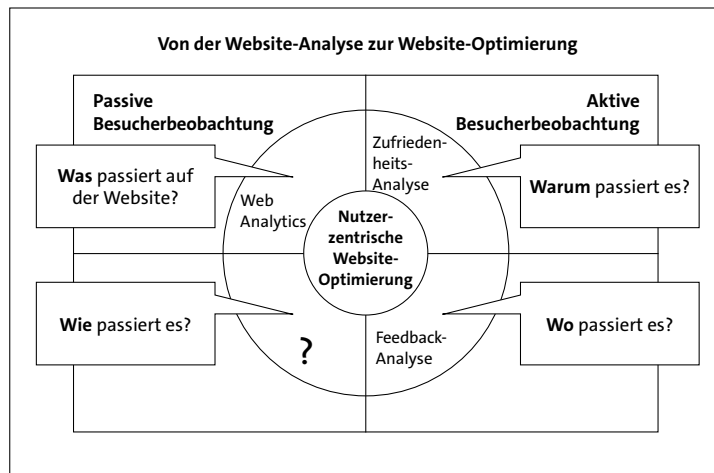 Von der Website-Analyse zur Website-Optimierung
Passive
Besucherbeobachtung
Aktive
Besucherbeobachtung
Was passiert auf
der Website?
Web
Analytics
Zufrieden-
heits-
Analyse
Warum passiert es?
Nutzer-
zentrische
Website-
Optimierung
Wie passiert es?
?
Feedback-
Analyse
Wo passiert es?